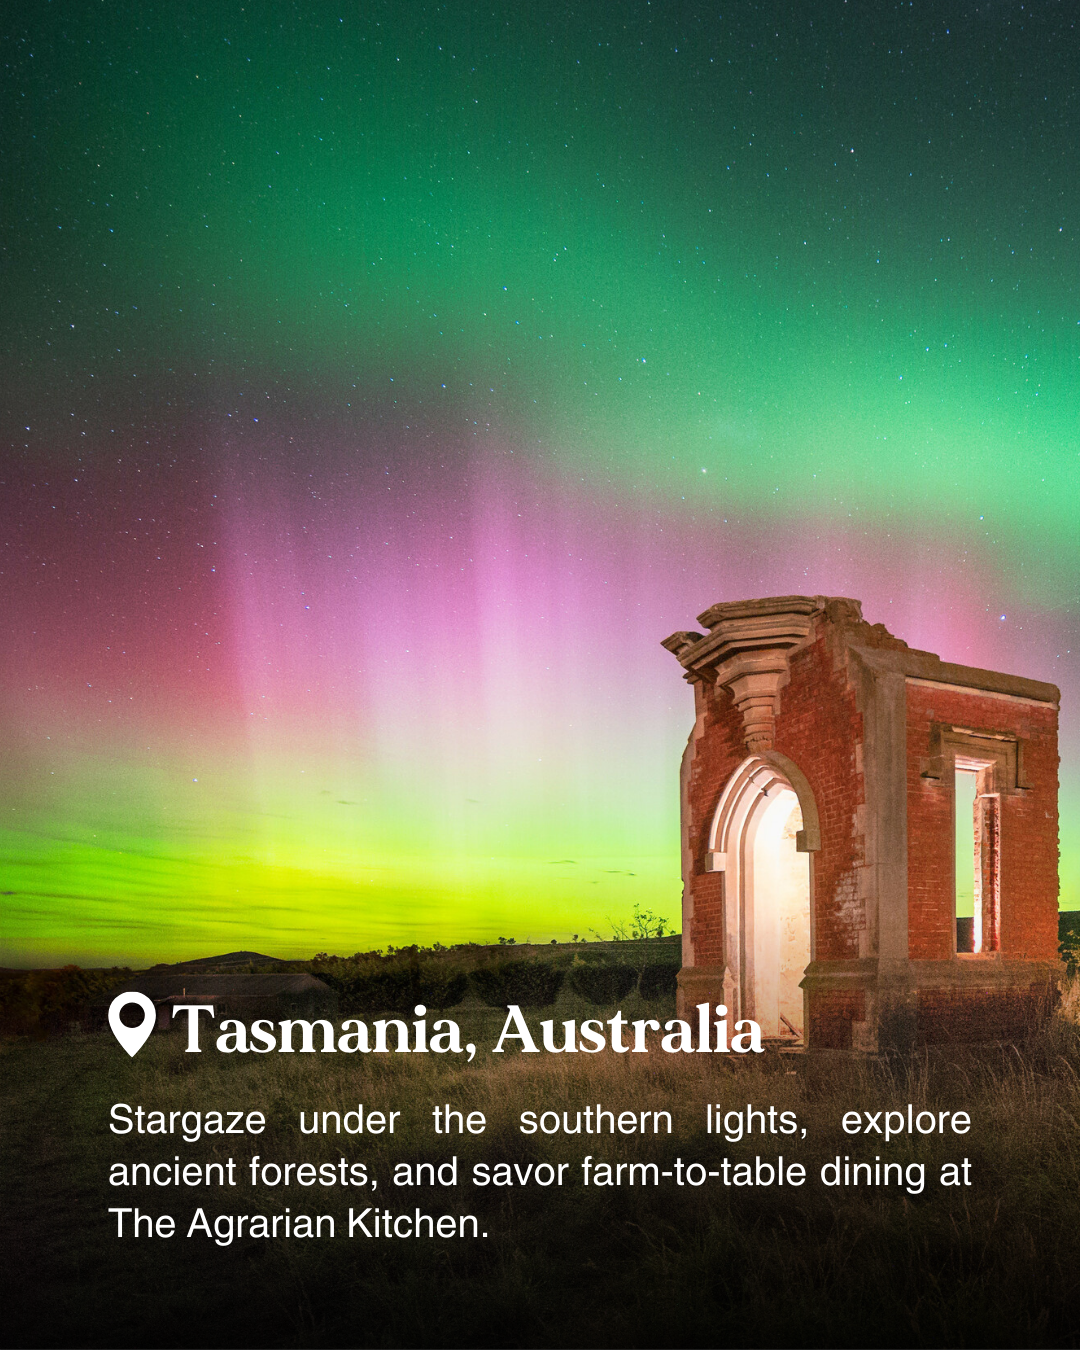 Tasmania, Australia
Stargaze under the southern lights, explore
ancient forests, and savor farm-to-table dining at
The Agrarian Kitchen.